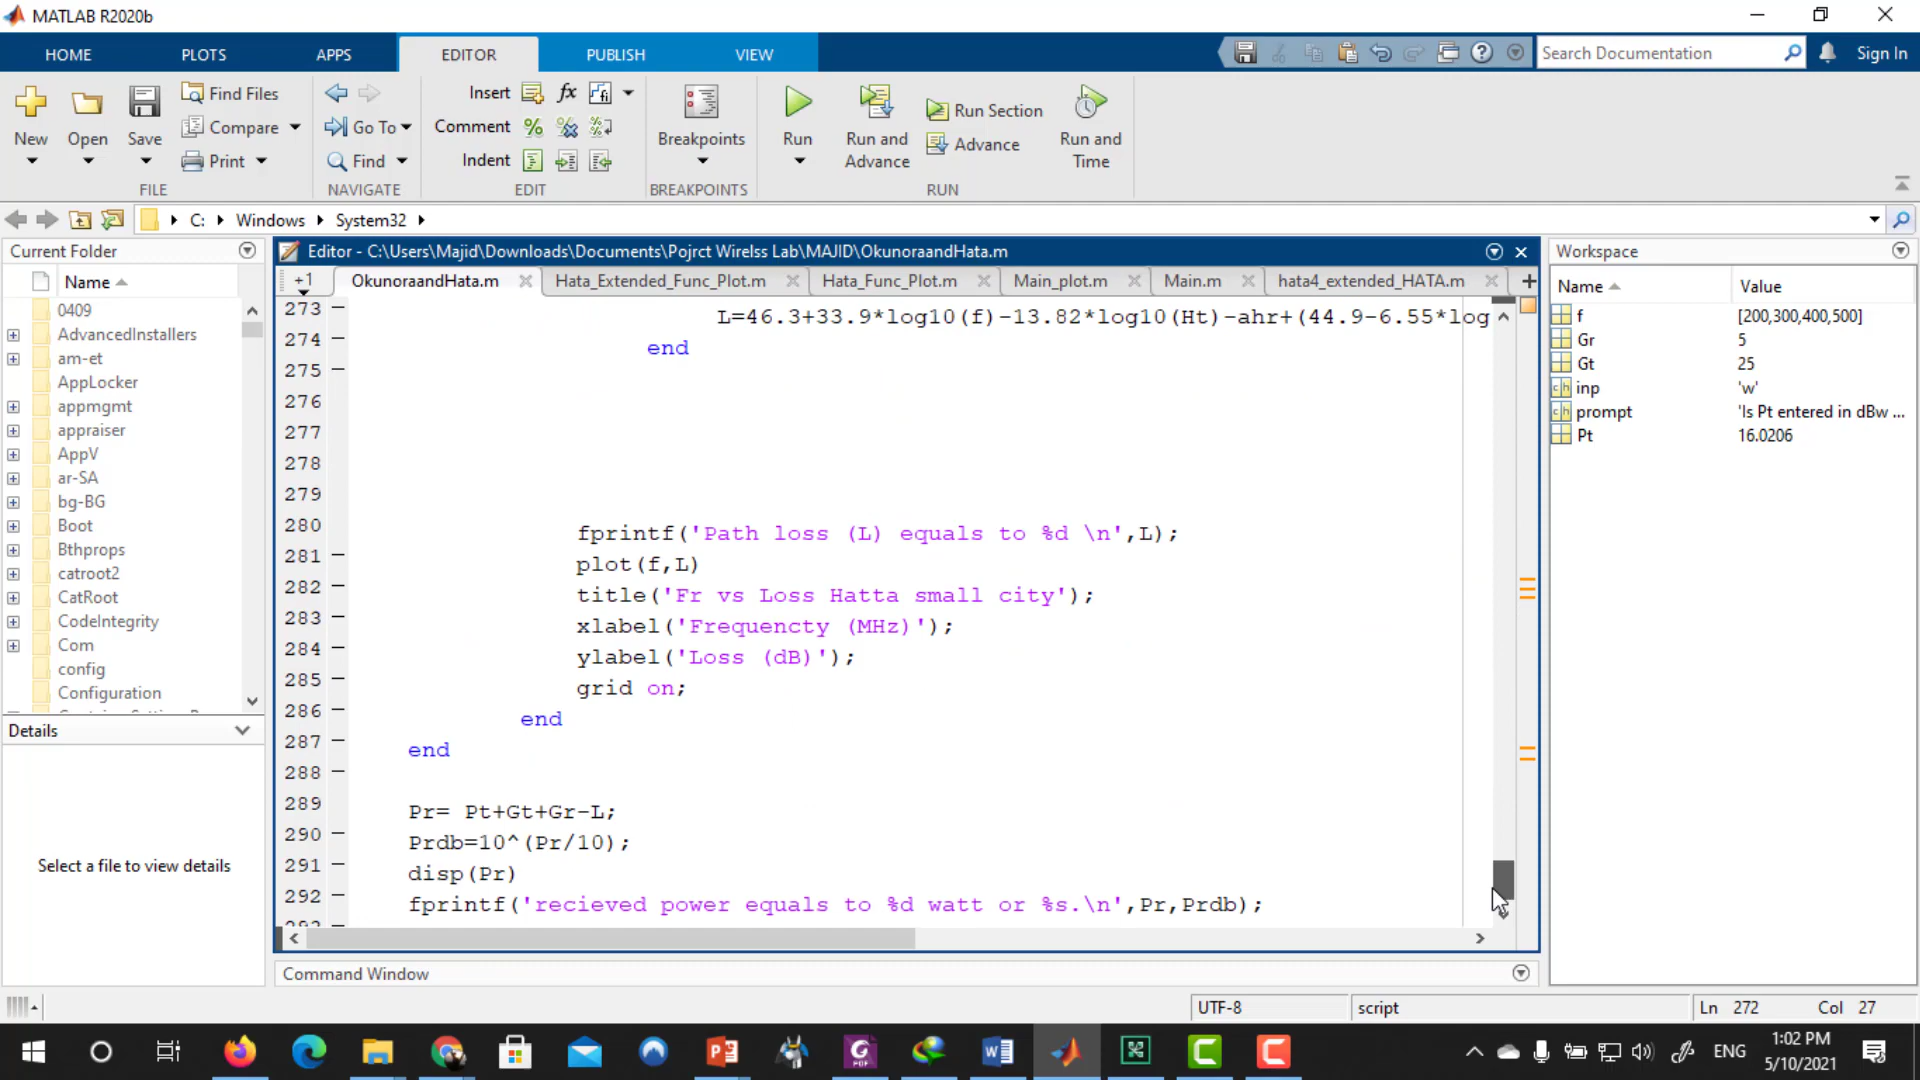 MATLAB R2020b
HOME PLOTS APPS EDITOR PUBLISH VIEW
Search Documentation Sign In
New Open Save Find Files Compare Print
FILE
Go To Find
NAVIGATE
Insert fx
Comment
Indent
EDIT
Breakpoints
BREAKPOINTS
Run Run and Advance Run Section Advance Run and Time
RUN
C: Windows System32
Current Folder
Name
0409
AdvancedInstallers
am-et
AppLocker
appmgmt
appraiser
AppV
ar-SA
bg-BG
Boot
Bthprops
catroot2
CatRoot
CodeIntegrity
Com
config
Configuration
Details
Select a file to view details
Editor - C:\Users\Majid\Downloads\Documents\Pojrct Wirelss Lab\MAJID\OkunoraandHata.m
+1 OkunoraandHata.m Hata_Extended_Func_Plot.m Hata_Func_Plot.m Main_plot.m Main.m hata4_extended_HATA.m
273 L=46.3+33.9*log10(f)-13.82*log10(Ht)-ahr+(44.9-6.55*log
274 end
275
276
277
278
279
280 fprintf('Path loss (L) equals to %d \n',L);
281 plot(f,L)
282 title('Fr vs Loss Hatta small city');
283 xlabel('Frequencty (MHz)');
284 ylabel('Loss (dB)');
285 grid on;
286 end
287 end
288
289 Pr= Pt+Gt+Gr-L;
290 Prdb=10^(Pr/10);
291 disp(Pr)
292 fprintf('recieved power equals to %d watt or %s.\n',Pr,Prdb);
Command Window
Workspace
Name Value
f [200,300,400,500]
Gr 5
Gt 25
inp 'w'
prompt 'Is Pt entered in dBw ...
Pt 16.0206
UTF-8 script Ln 272 Col 27
ENG
1:02 PM
5/10/2021